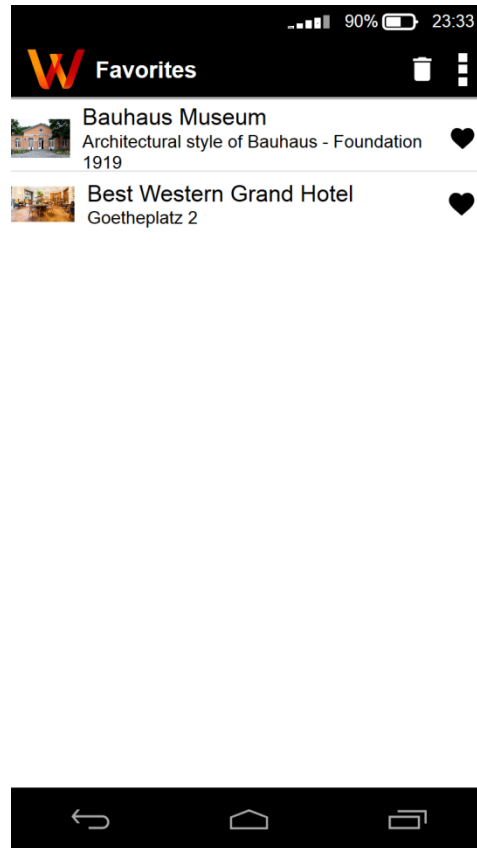 90% 23:33
W Favorites
Bauhaus Museum
Architectural style of Bauhaus - Foundation
1919
Best Western Grand Hotel
Goetheplatz 2